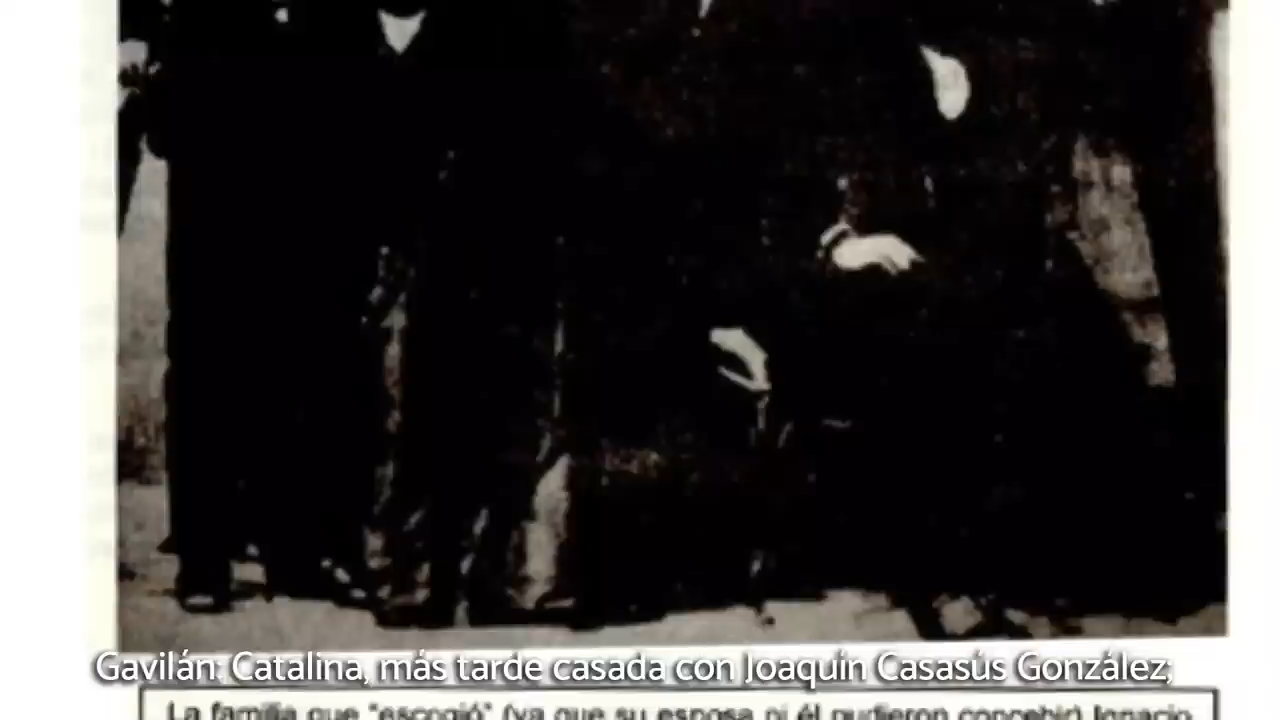 Gavilán: Catalina, más tarde casada con Joaquín Casasús González;
La familia que "escogió" (ya que su esposa ni él pudieron concebir) Ignacio